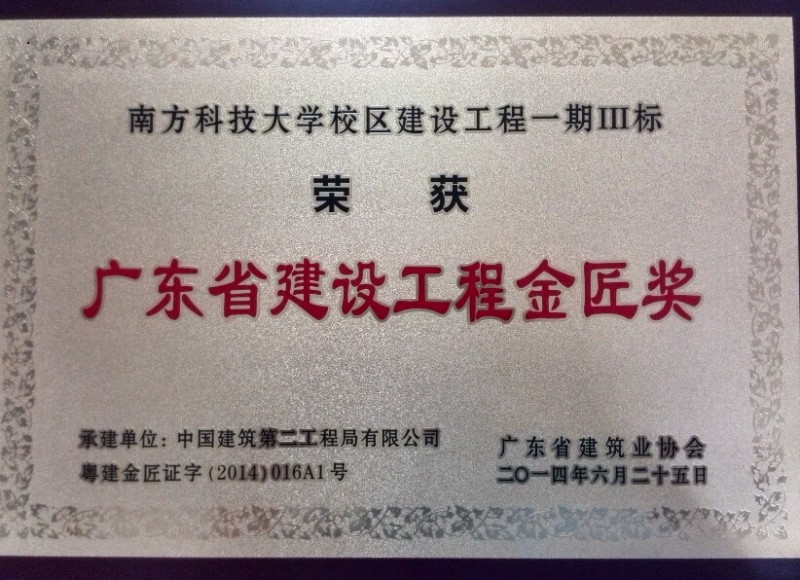 南方科技大学校区建设工程一期III标
荣获
广东省建设工程金匠奖
承建单位：中国建筑第二工程局有限公司
粤建金匠证字(2014)016A1号
广东省建筑业协会
二〇一四年六月二十五日